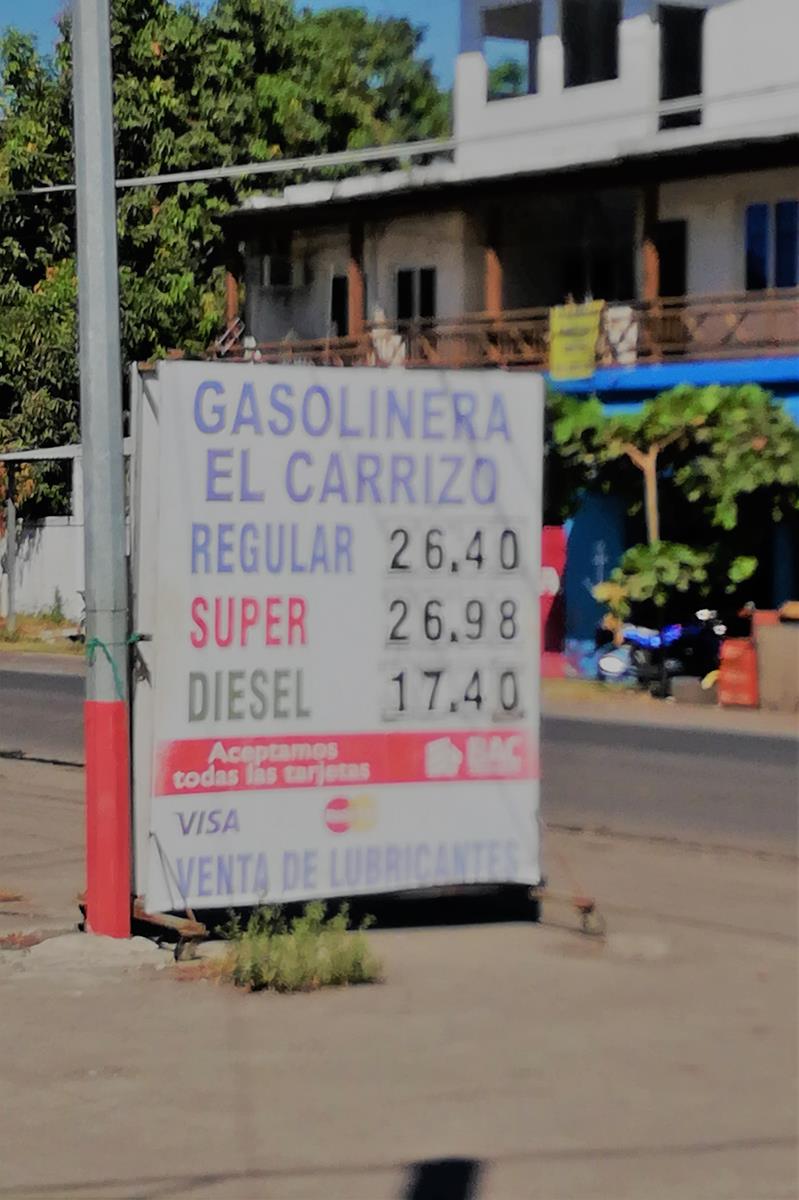 GASOLINERA
EL CARRIZO
REGULAR 26.40
SUPER 26.98
DIESEL 17.40
Aceptamos
todas las tarjetas
BAC
VISA
VENTA DE LUBRICANTES